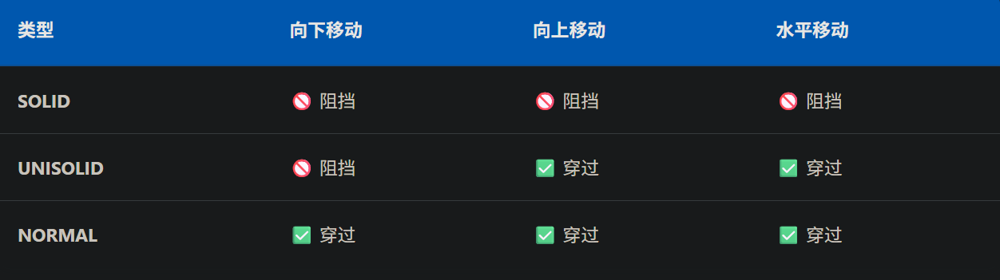 类型 向下移动 向上移动 水平移动
SOLID 🚫 阻挡 🚫 阻挡 🚫 阻挡
UNISOLID 🚫 阻挡 ✅ 穿过 ✅ 穿过
NORMAL ✅ 穿过 ✅ 穿过 ✅ 穿过